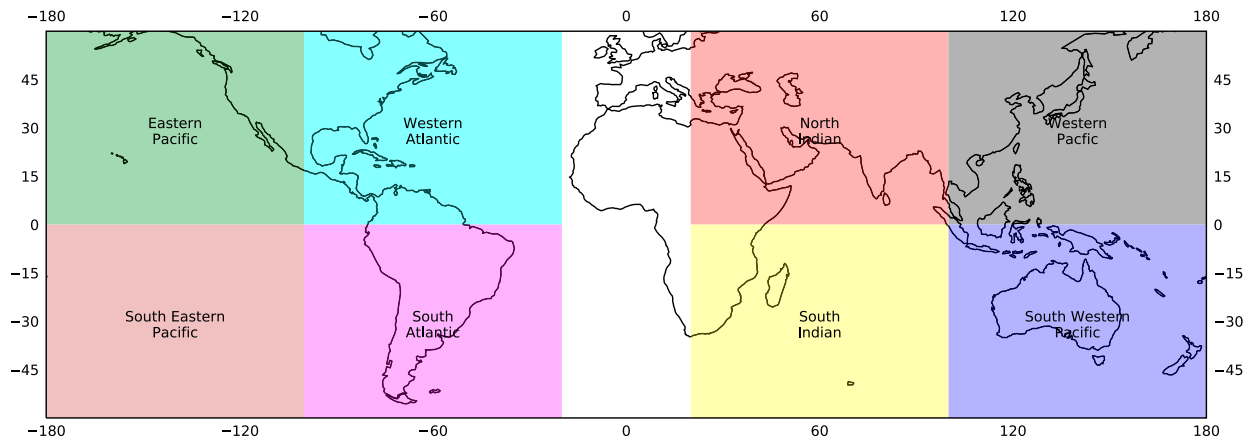 −180 −120 −60 0 60 120 180
45 45
Eastern Pacific Western Atlantic North Indian Western Pacfic
30 30
15 15
0 0
−15 −15
South Eastern Pacific South Atlantic South Indian South Western Pacific
−30 −30
−45 −45
−180 −120 −60 0 60 120 180